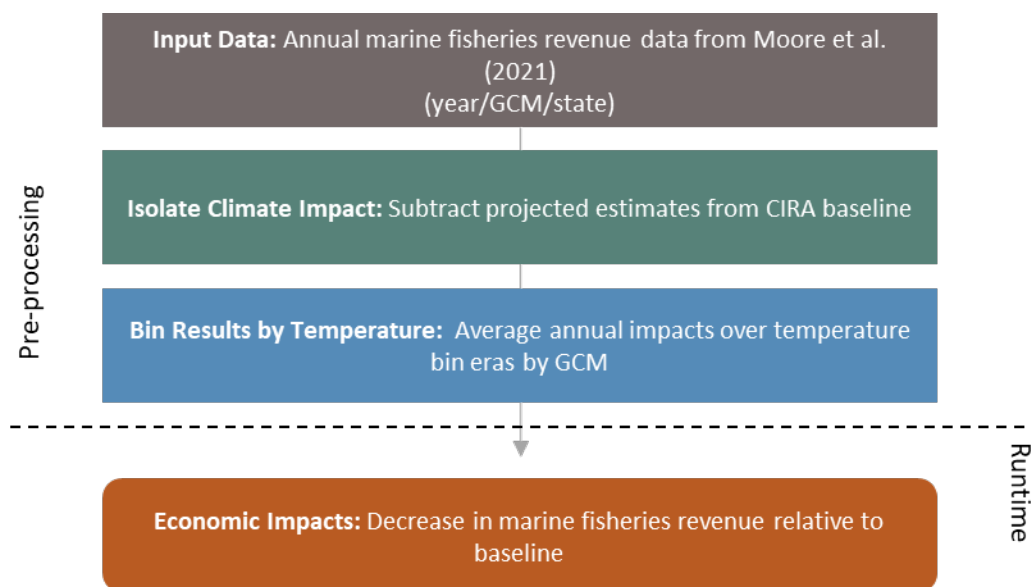 Input Data: Annual marine fisheries revenue data from Moore et al.
(2021)
(year/GCM/state)
Isolate Climate Impact: Subtract projected estimates from CIRA baseline
Bin Results by Temperature: Average annual impacts over temperature
bin eras by GCM
Pre-processing
Runtime
Economic Impacts: Decrease in marine fisheries revenue relative to
baseline